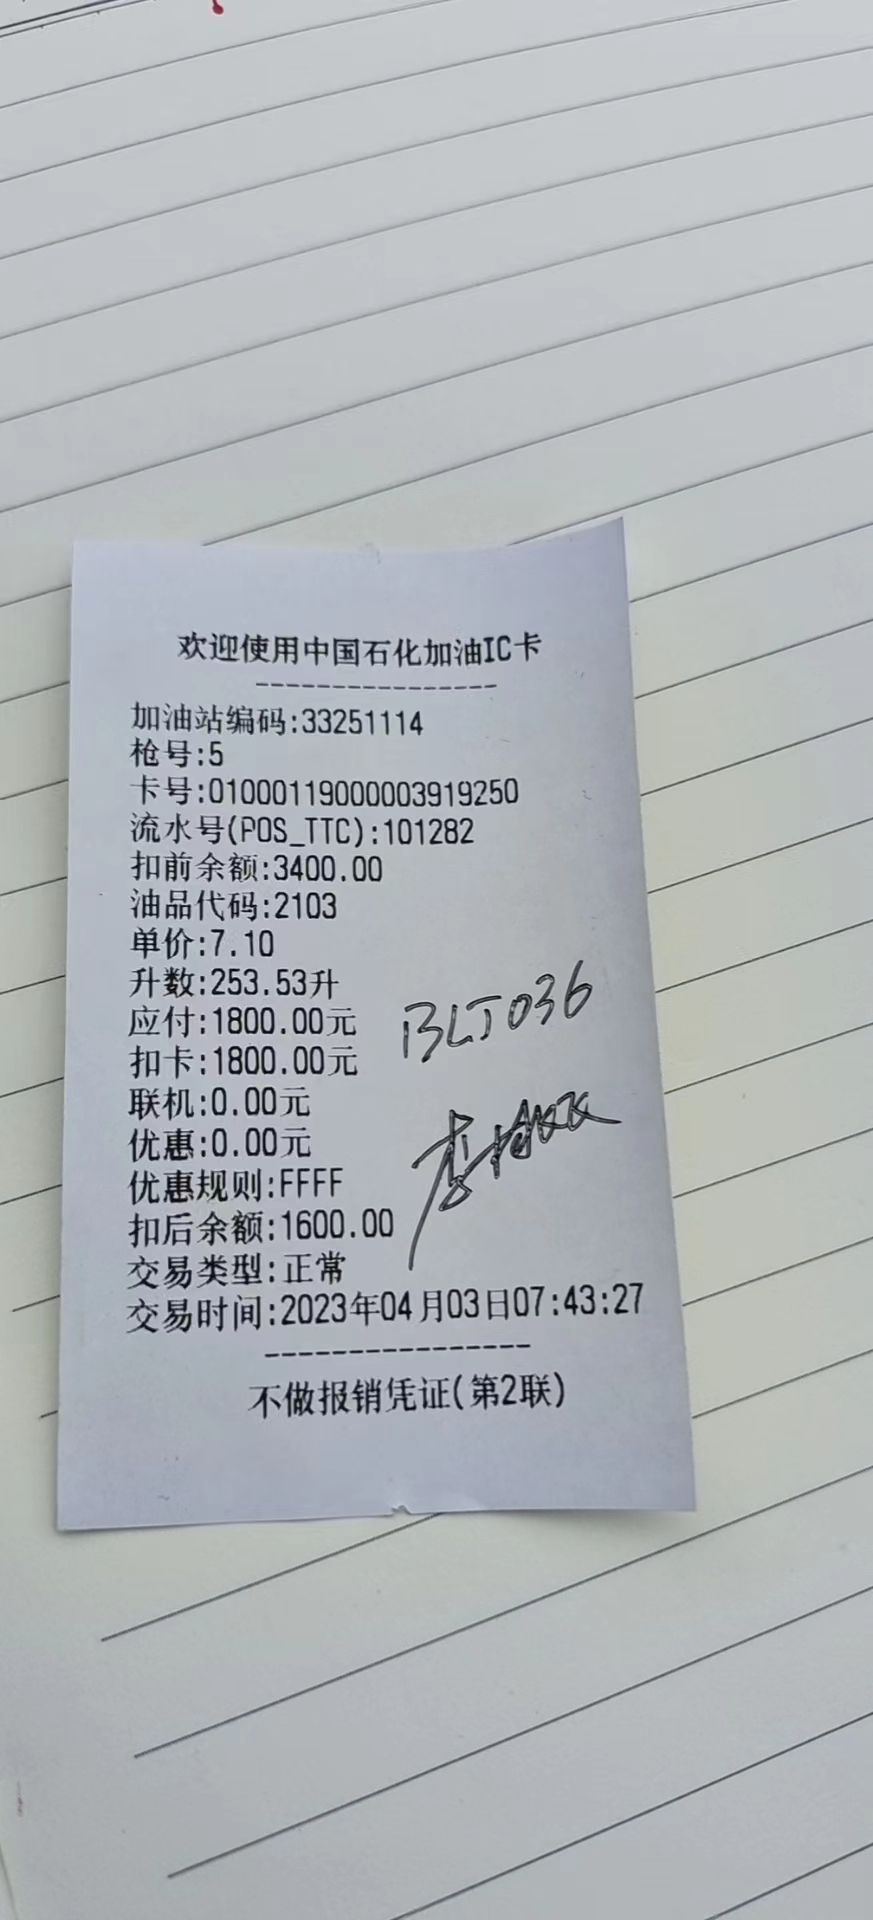 欢迎使用中国石化加油IC卡
加油站编码:33251114
枪号:5
卡号:01000119000003919250
流水号(POS_TTC):101282
扣前余额:3400.00
油品代码:2103
单价:7.10
升数:253.53升
应付:1800.00元
BLJ036
扣卡:1800.00元
联机:0.00元
优惠:0.00元
优惠规则:FFFF
扣后余额:1600.00
交易类型:正常
交易时间:2023年04月03日07:43:27
不做报销凭证(第2联)